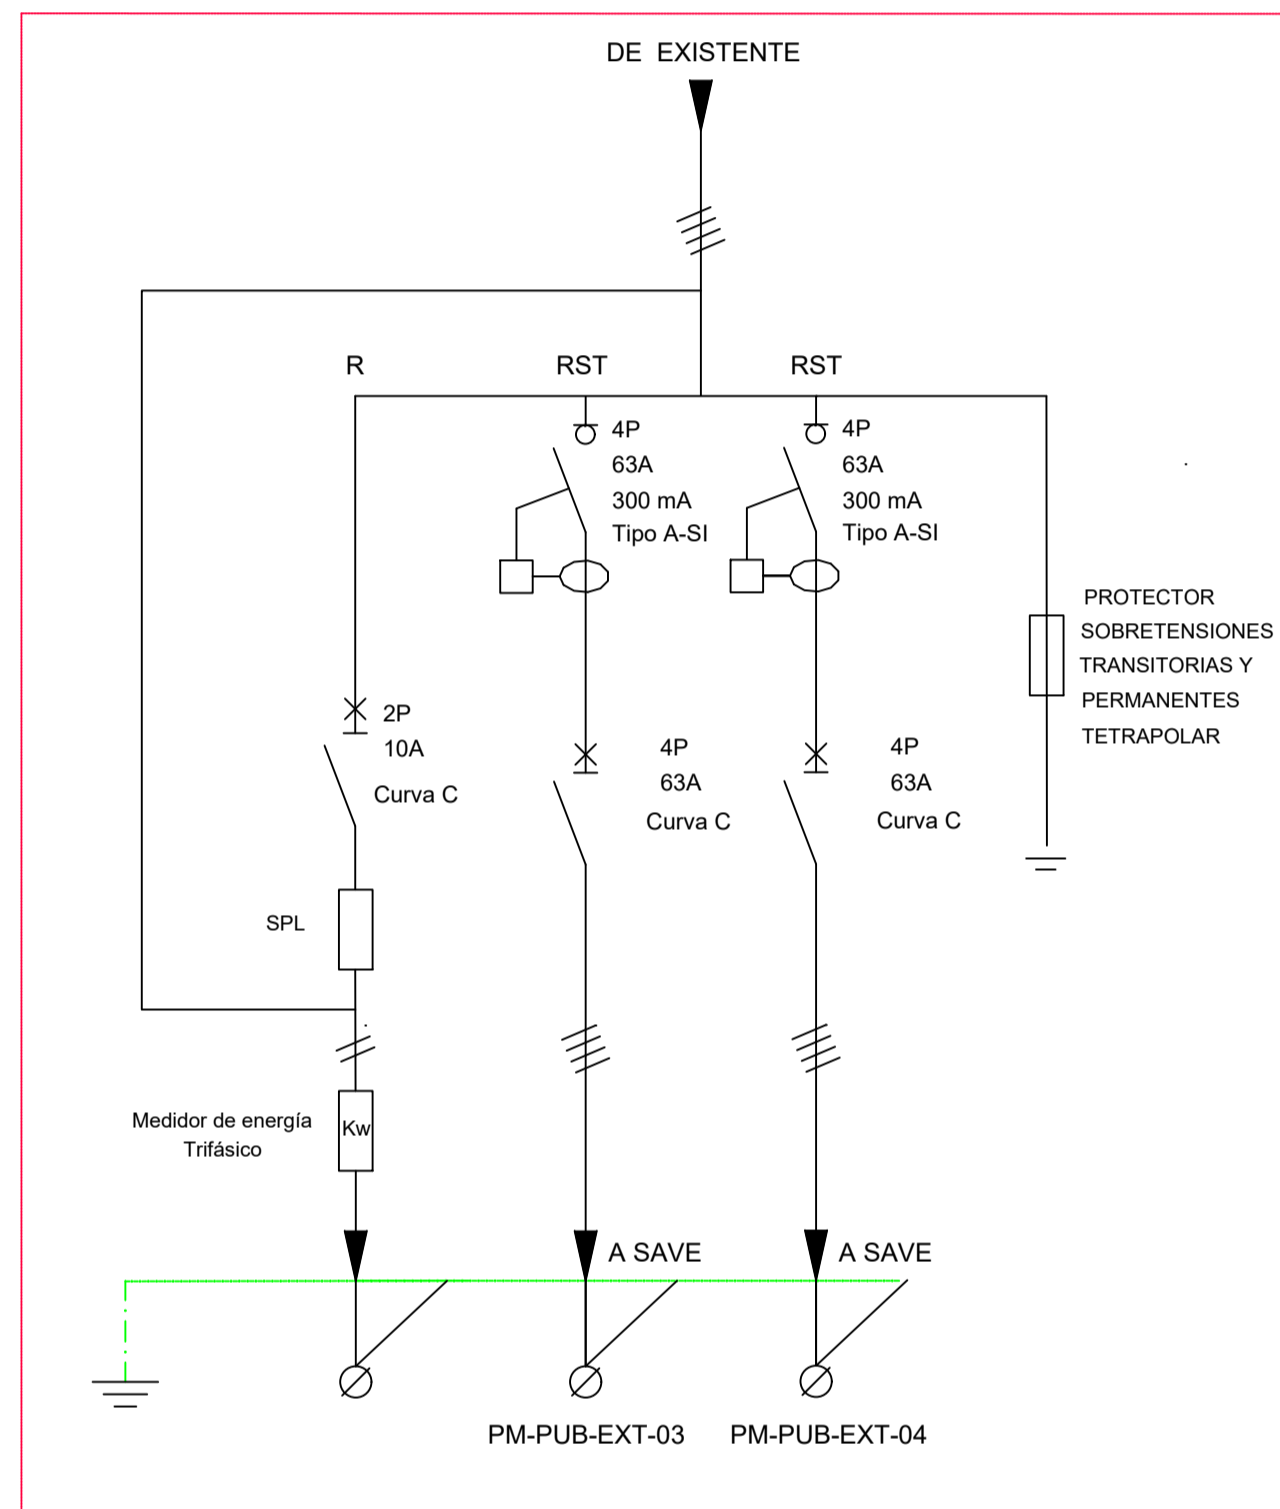 DE EXISTENTE
R
RST
RST
4P
63A
300 mA
Tipo A-SI
4P
63A
300 mA
Tipo A-SI
PROTECTOR
SOBRETENSIONES
TRANSITORIAS Y
PERMANENTES
TETRAPOLAR
2P
10A
Curva C
4P
63A
Curva C
4P
63A
Curva C
SPL
Medidor de energía
Trifásico
Kw
A SAVE
A SAVE
PM-PUB-EXT-03
PM-PUB-EXT-04